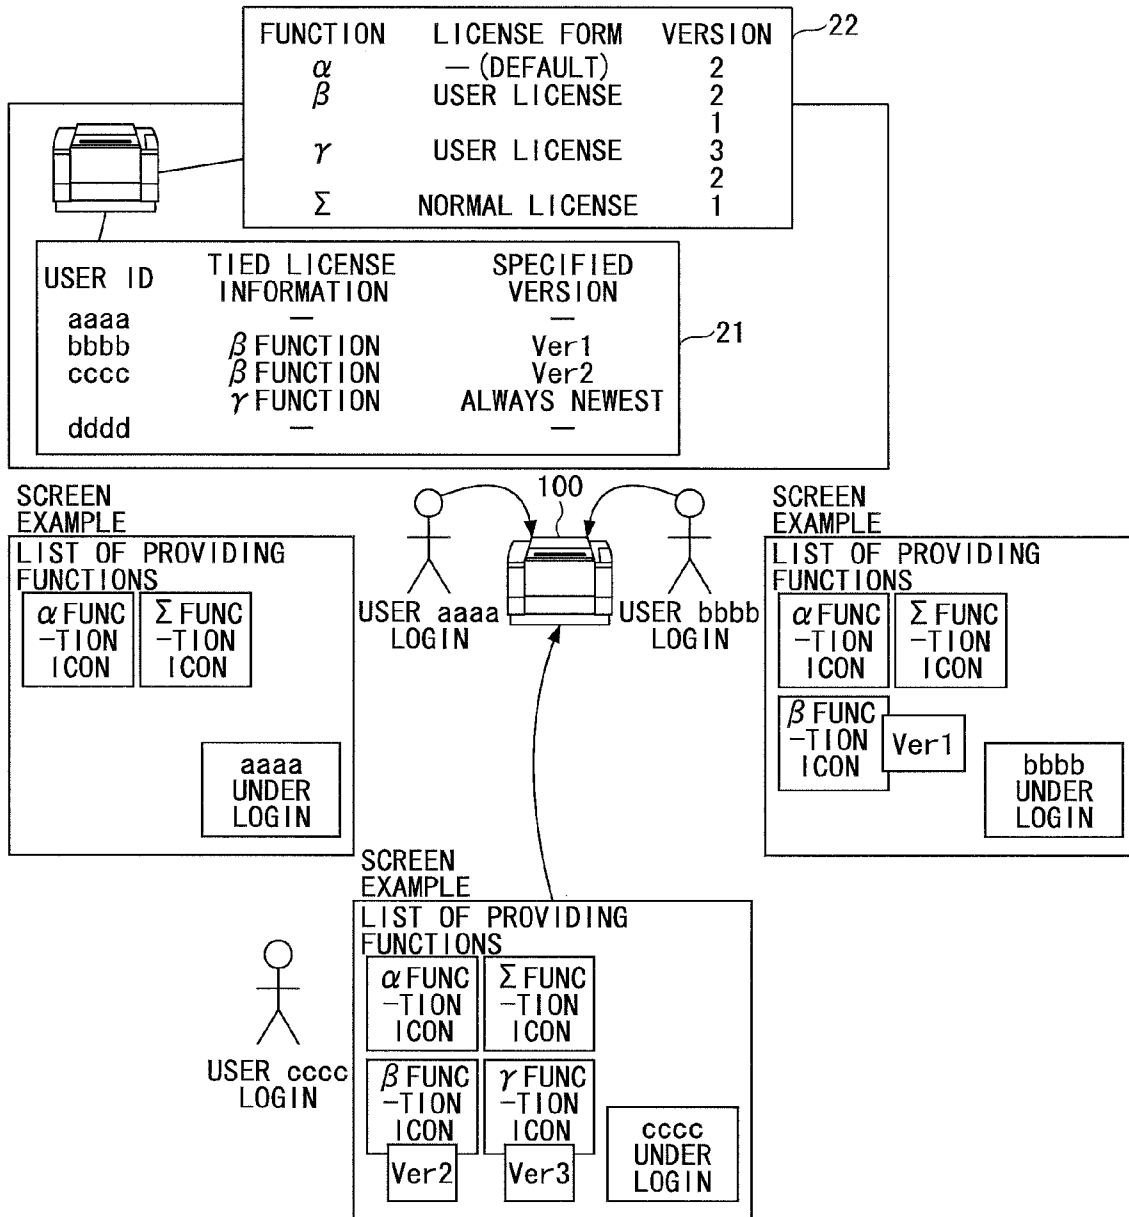 FUNCTION LICENSE FORM VERSION
α —(DEFAULT) 2
β USER LICENSE 2
1
γ USER LICENSE 3
2
Σ NORMAL LICENSE 1
22
USER ID TIED LICENSE INFORMATION SPECIFIED VERSION
aaaa — —
bbbb β FUNCTION Ver1
cccc β FUNCTION Ver2
γ FUNCTION ALWAYS NEWEST
dddd — —
21
SCREEN
EXAMPLE
LIST OF PROVIDING
FUNCTIONS
α FUNC
-TION
ICON
Σ FUNC
-TION
ICON
aaaa
UNDER
LOGIN
100
USER aaaa
LOGIN
USER bbbb
LOGIN
SCREEN
EXAMPLE
LIST OF PROVIDING
FUNCTIONS
α FUNC
-TION
ICON
Σ FUNC
-TION
ICON
β FUNC
-TION
ICON
Ver1
bbbb
UNDER
LOGIN
SCREEN
EXAMPLE
LIST OF PROVIDING
FUNCTIONS
α FUNC
-TION
ICON
Σ FUNC
-TION
ICON
β FUNC
-TION
ICON
Ver2
γ FUNC
-TION
ICON
Ver3
cccc
UNDER
LOGIN
USER cccc
LOGIN